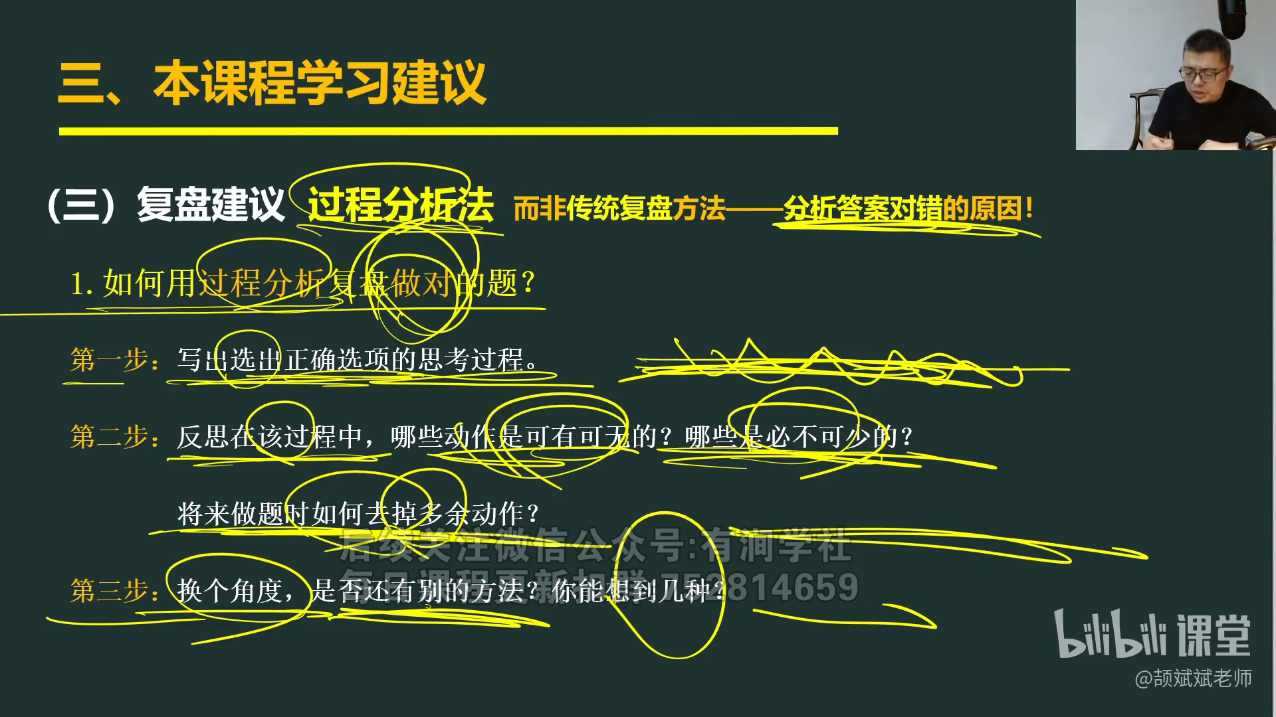 三、本课程学习建议
（三）复盘建议 过程分析法 而非传统复盘方法——分析答案对错的原因！
1. 如何用过程分析复盘做对的题？
第一步：写出选出正确选项的思考过程。
第二步：反思在该过程中，哪些动作是可有可无的？哪些是必不可少的？
将来做题时如何去掉多余动作？
后续关注微信公众号:有涧学社
第三步：换个角度，是否还有别的方法？你能想到几种？
752814659
bilibili课堂
@颉斌斌老师